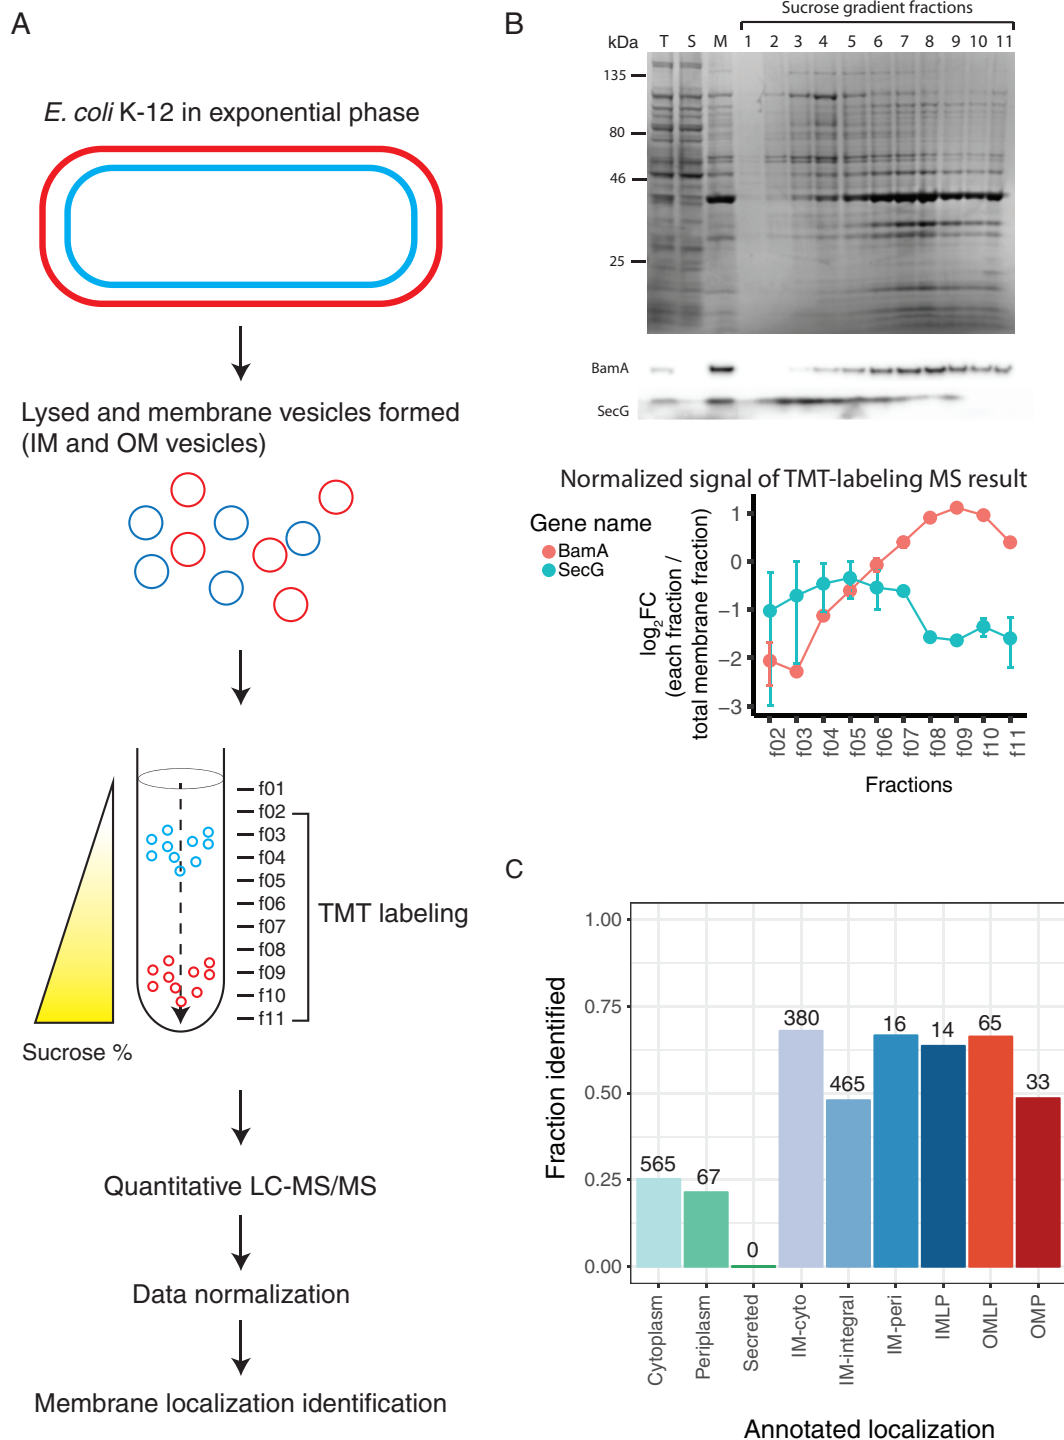 A
E. coli K-12 in exponential phase
Lysed and membrane vesicles formed
(IM and OM vesicles)
f01
f02
f03
f04
f05
f06
f07
f08
f09
f10
f11
TMT labeling
Sucrose %
Quantitative LC-MS/MS
Data normalization
Membrane localization identification
B
Sucrose gradient fractions
kDa T S M 1 2 3 4 5 6 7 8 9 10 11
135
80
46
25
BamA
SecG
Normalized signal of TMT-labeling MS result
Gene name
BamA
SecG
log₂FC
(each fraction /
total membrane fraction)
1
0
−1
−2
−3
f02 f03 f04 f05 f06 f07 f08 f09 f10 f11
Fractions
C
Fraction identified
1.00
0.75
0.50
0.25
0.00
565 67 0 380 465 16 14 65 33
Cytoplasm Periplasm Secreted IM-cyto IM-integral IM-peri IMLP OMLP OMP
Annotated localization